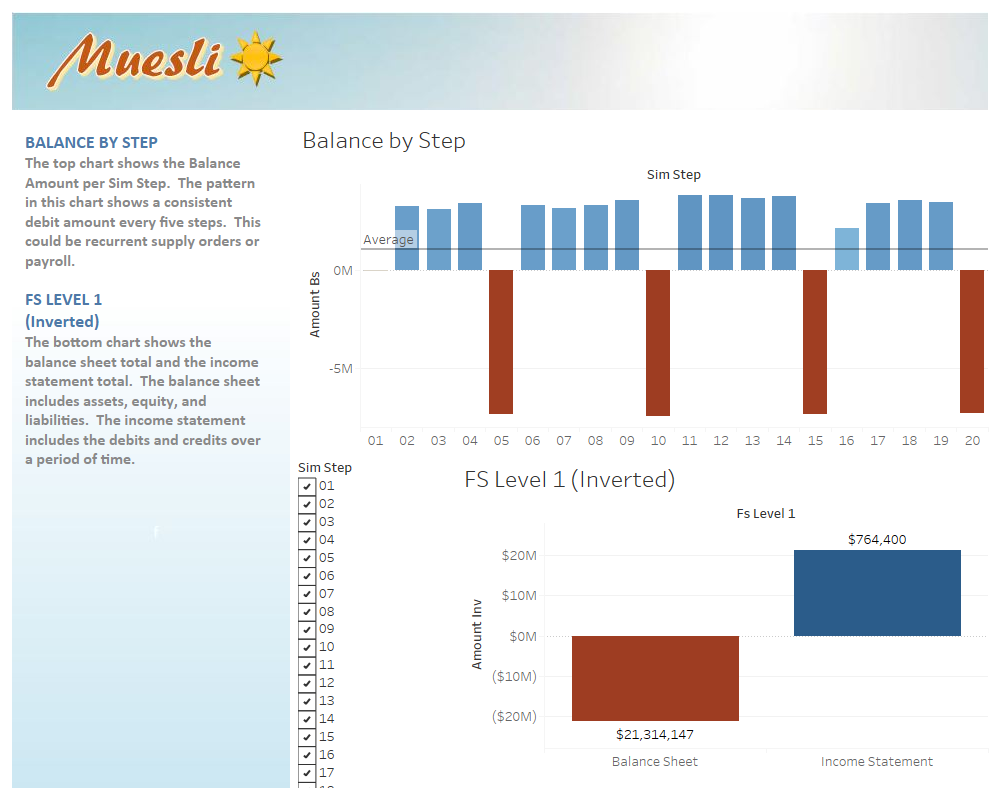 Muesli
BALANCE BY STEP
The top chart shows the Balance
Amount per Sim Step.  The pattern
in this chart shows a consistent
debit amount every five steps.  This
could be recurrent supply orders or
payroll.
FS LEVEL 1
(Inverted)
The bottom chart shows the
balance sheet total and the income
statement total.  The balance sheet
includes assets, equity, and
liabilities.  The income statement
includes the debits and credits over
a period of time.
f
Balance by Step
Sim Step
Average
0M
-5M
Amount Bs
01 02 03 04 05 06 07 08 09 10 11 12 13 14 15 16 17 18 19 20
Sim Step
01
02
03
04
05
06
07
08
09
10
11
12
13
14
15
16
17
FS Level 1 (Inverted)
Fs Level 1
Amount Inv
$20M
$10M
$0M
($10M)
($20M)
$764,400
$21,314,147
Balance Sheet Income Statement